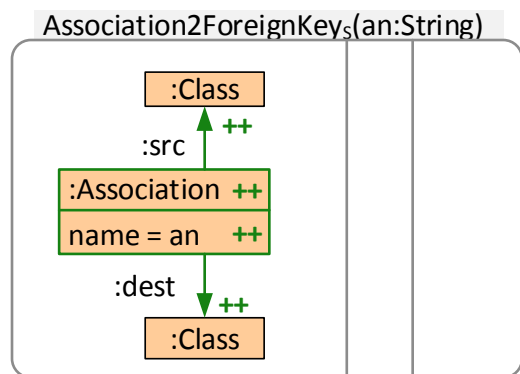 Association2ForeignKeyS(an:String)
:Class
++
:src
:Association ++
name = an ++
:dest
++
:Class